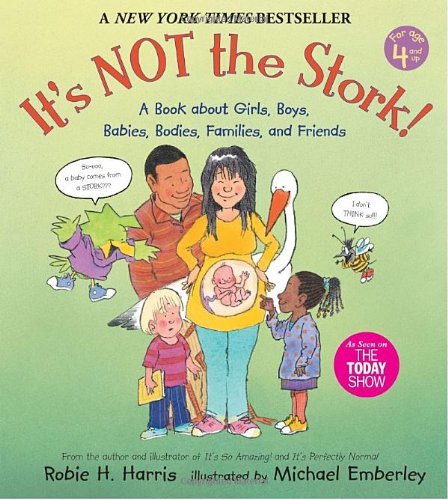 A NEW YORK TIMES BESTSELLER
For age
4 and
up
It's NOT the Stork!
A Book about Girls, Boys,
Babies, Bodies, Families, and Friends
So-ooo,
a baby comes from
a STORK???
I don't
THINK so!!!
As Seen on
THE
TODAY
SHOW
From the author and illustrator of It's So Amazing! and It's Perfectly Normal
Robie H. Harris illustrated by Michael Emberley